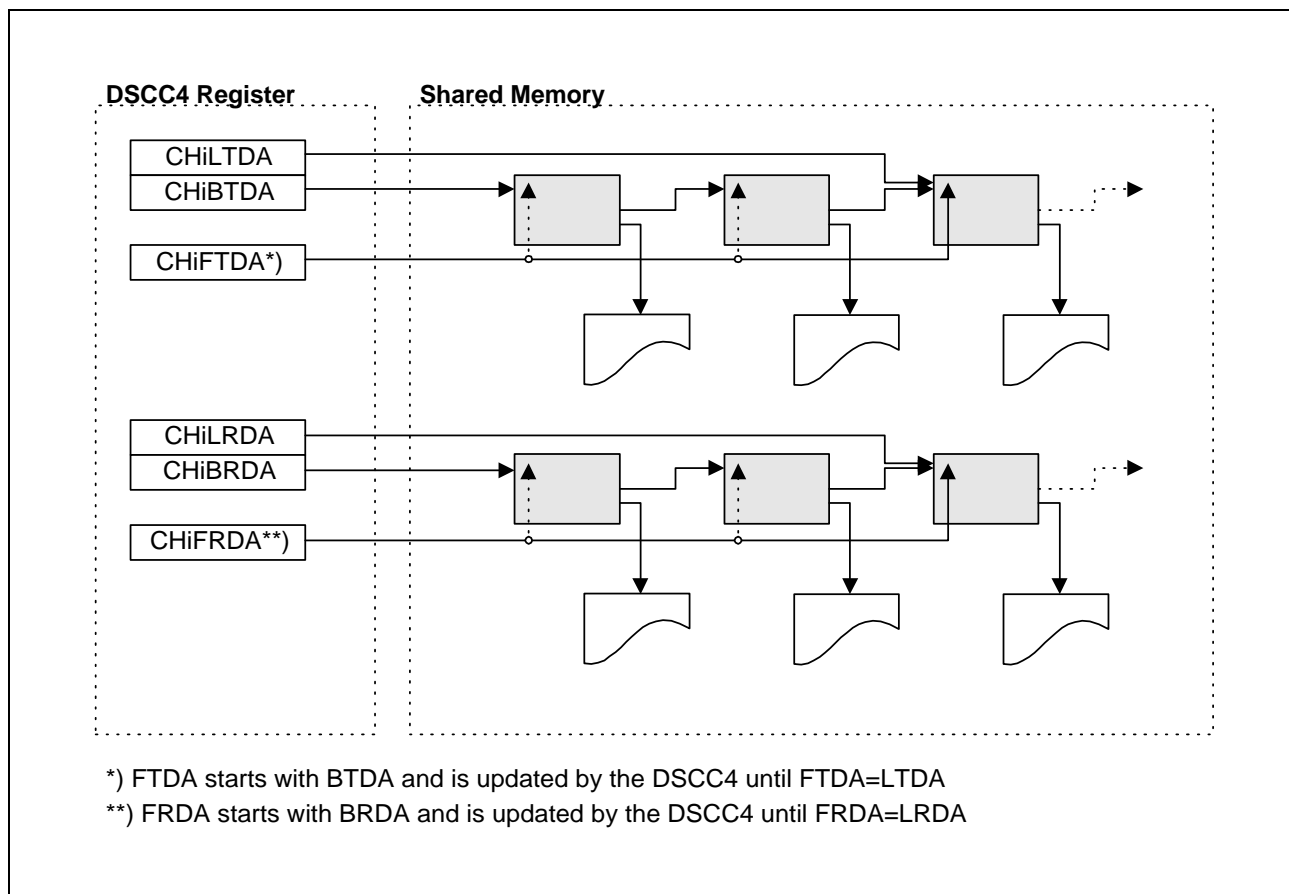 DSCC4 Register
Shared Memory
CHiLTDA
CHiBTDA
CHiFTDA*)
CHiLRDA
CHiBRDA
CHiFRDA**)
*) FTDA starts with BTDA and is updated by the DSCC4 until FTDA=LTDA
**) FRDA starts with BRDA and is updated by the DSCC4 until FRDA=LRDA